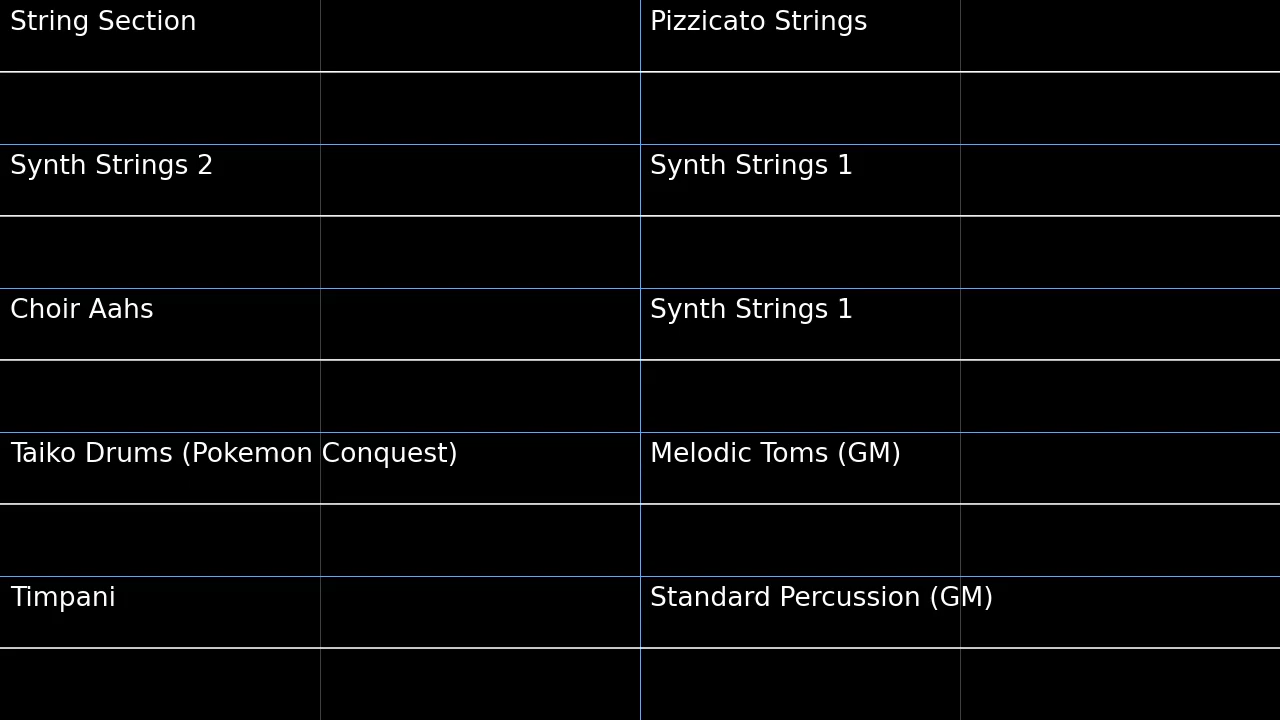 String Section
Pizzicato Strings
Synth Strings 2
Synth Strings 1
Choir Aahs
Synth Strings 1
Taiko Drums (Pokemon Conquest)
Melodic Toms (GM)
Timpani
Standard Percussion (GM)